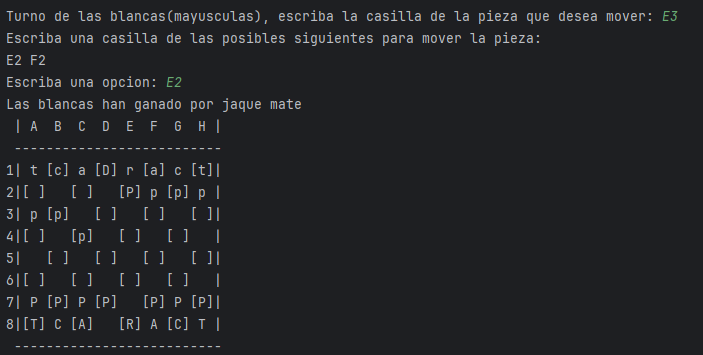 Turno de las blancas(mayusculas), escriba la casilla de la pieza que desea mover: E3
Escriba una casilla de las posibles siguientes para mover la pieza:
E2 F2
Escriba una opcion: E2
Las blancas han ganado por jaque mate
 | A  B  C  D  E  F  G  H |
 --------------------------
1| t [c] a [D] r [a] c [t]|
2|[ ]   [ ]   [P] p [p] p |
3| p [p]   [ ]   [ ]   [ ]|
4|[ ]   [p]   [ ]   [ ]   |
5|   [ ]   [ ]   [ ]   [ ]|
6|[ ]   [ ]   [ ]   [ ]   |
7| P [P] P [P]   [P] P [P]|
8|[T] C [A]   [R] A [C] T |
 --------------------------